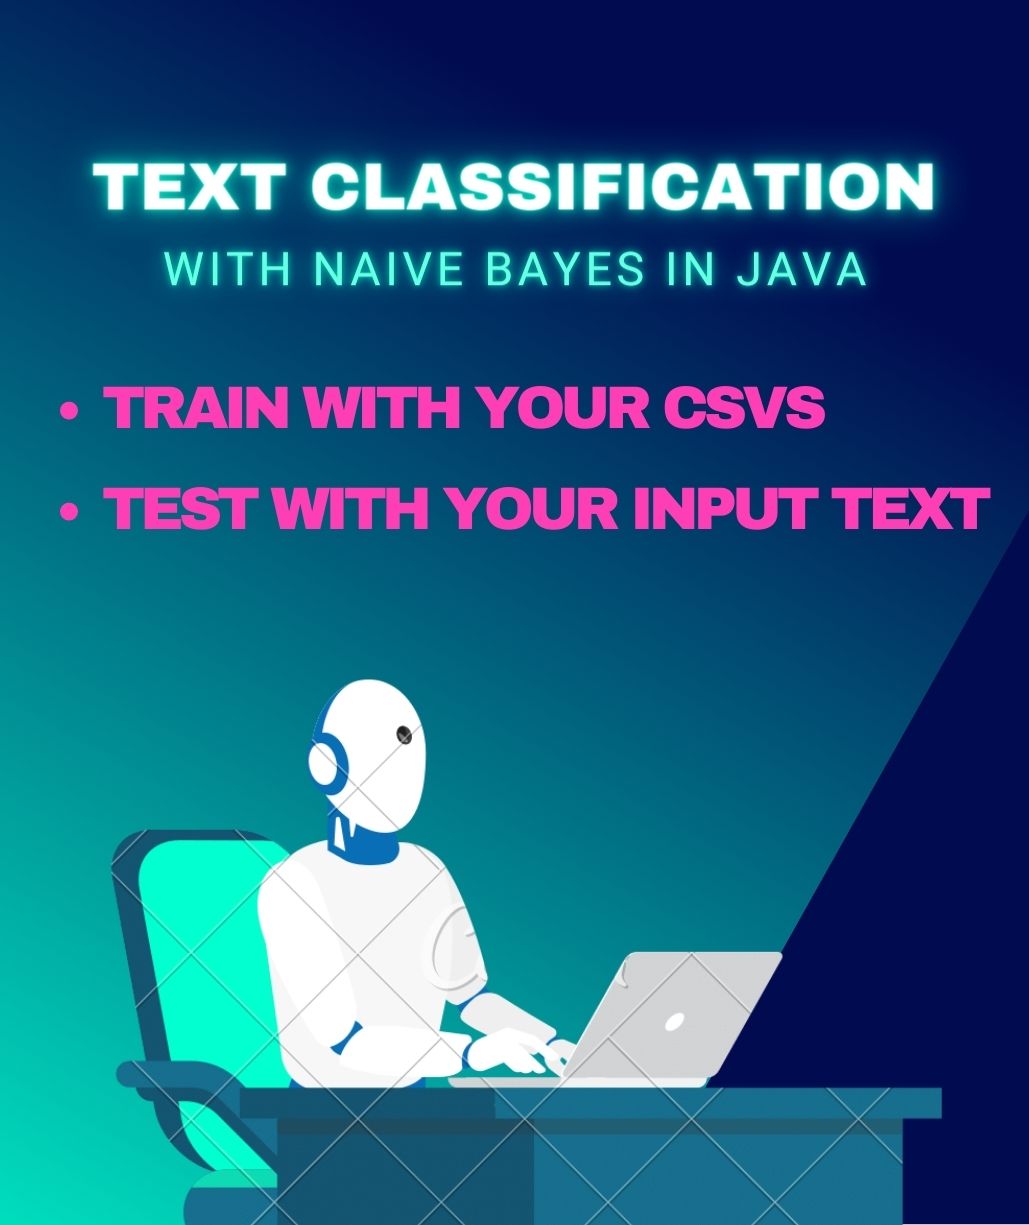 TEXT CLASSIFICATION
WITH NAIVE BAYES IN JAVA
• TRAIN WITH YOUR CSVS
• TEST WITH YOUR INPUT TEXT